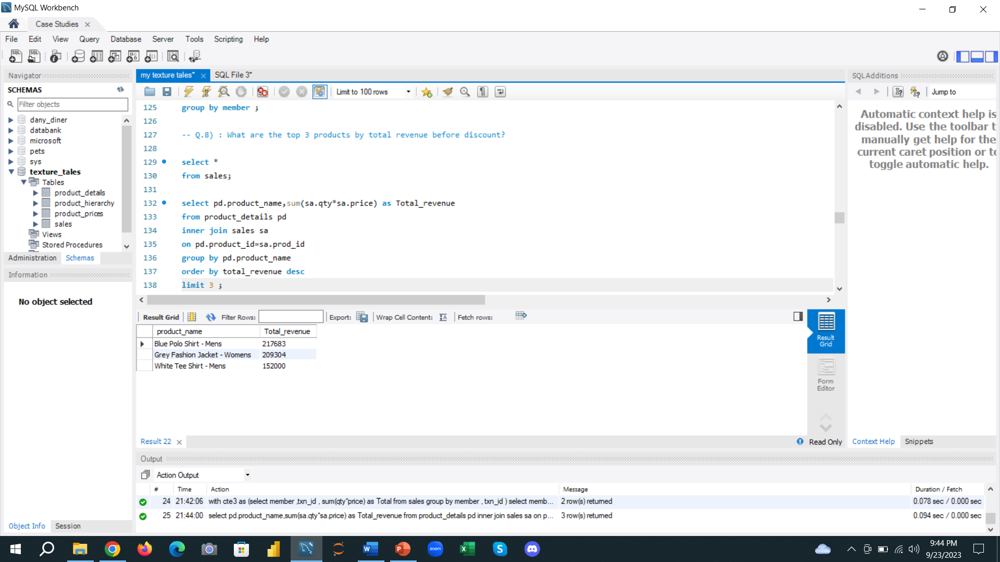 MySQL Workbench
Case Studies
File Edit View Query Database Server Tools Scripting Help
Navigator
SCHEMAS
Filter objects
dany_diner
databank
microsoft
pets
sys
texture_tales
Tables
product_details
product_hierarchy
product_prices
sales
Views
Stored Procedures
Administration Schemas
Information
No object selected
Object Info Session
my texture tales* SQL File 3*
Limit to 100 rows
125 group by member ;
126
127 -- Q.8) : What are the top 3 products by total revenue before discount?
128
129 select *
130 from sales;
131
132 select pd.product_name,sum(sa.qty*sa.price) as Total_revenue
133 from product_details pd
134 inner join sales sa
135 on pd.product_id=sa.prod_id
136 group by pd.product_name
137 order by total_revenue desc
138 limit 3 ;
Result Grid Filter Rows: Export: Wrap Cell Content: Fetch rows:
product_name Total_revenue
Blue Polo Shirt - Mens 217683
Grey Fashion Jacket - Womens 209304
White Tee Shirt - Mens 152000
Result Grid
Form Editor
Result 22
Read Only
SQLAdditions
Jump to
Automatic context help is
disabled. Use the toolbar t
manually get help for the
current caret position or to
toggle automatic help.
Context Help Snippets
Output
Action Output
# Time Action Message Duration / Fetch
24 21:42:06 with cte3 as (select member ,txn_id , sum(qty*price) as Total from sales group by member , txn_id ) select memb... 2 row(s) returned 0.078 sec / 0.000 sec
25 21:44:00 select pd.product_name,sum(sa.qty*sa.price) as Total_revenue from product_details pd inner join sales sa on p... 3 row(s) returned 0.094 sec / 0.000 sec
zoom
9:44 PM
9/23/2023